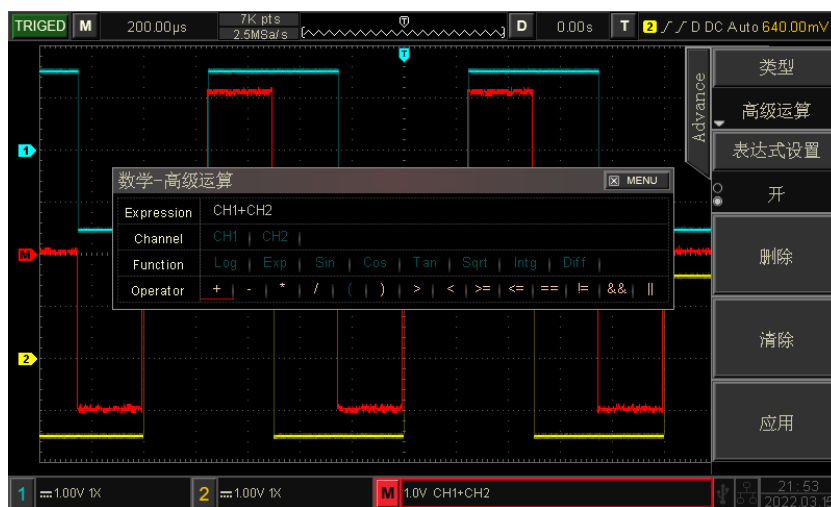 TRIGED M 200.00μs 7K pts 2.5MSa/s T D 0.00s T 2 D DC Auto 640.00mV
T
Advance
类型
高级运算
1
表达式设置
数学-高级运算 MENU
开
Expression CH1+CH2
Channel CH1 | CH2 |
Function Log | Exp | Sin | Cos | Tan | Sqrt | Intg | Diff |
Operator + | - | * | / | ( | ) | > | < | >= | <= | == | != | && | ||
M
删除
清除
2
应用
1 1.00V 1X 2 1.00V 1X M 1.0V CH1+CH2
21:53
2022.03.15